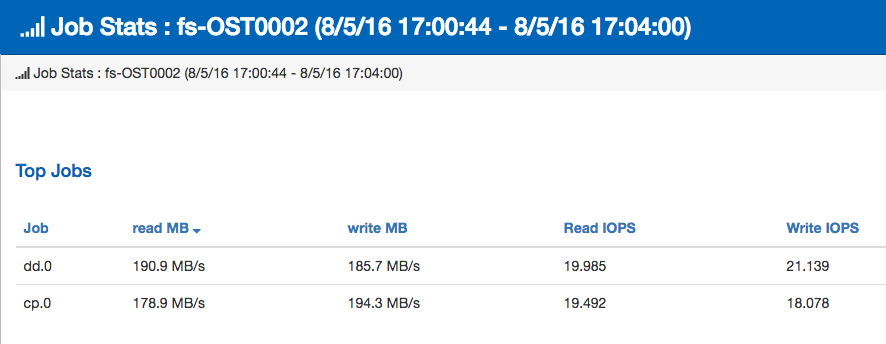 Job Stats : fs-OST0002 (8/5/16 17:00:44 - 8/5/16 17:04:00)
Job Stats : fs-OST0002 (8/5/16 17:00:44 - 8/5/16 17:04:00)
Top Jobs
Job read MB write MB Read IOPS Write IOPS
dd.0 190.9 MB/s 185.7 MB/s 19.985 21.139
cp.0 178.9 MB/s 194.3 MB/s 19.492 18.078